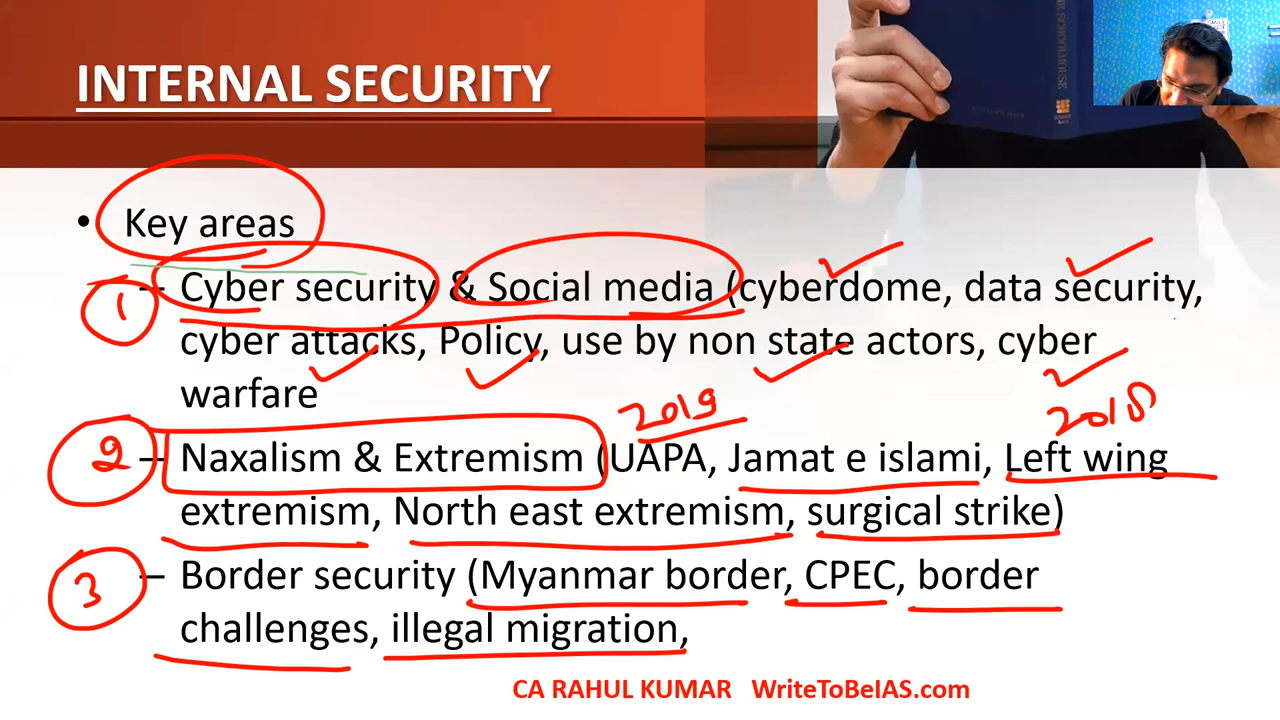 INTERNAL SECURITY
• Key areas
1 – Cyber security & Social media (cyberdome, data security,
cyber attacks, Policy, use by non state actors, cyber
warfare
2019 2018
2 – Naxalism & Extremism (UAPA, Jamat e islami, Left wing
extremism, North east extremism, surgical strike)
3 – Border security (Myanmar border, CPEC, border
challenges, illegal migration,
CA RAHUL KUMAR WriteToBeIAS.com